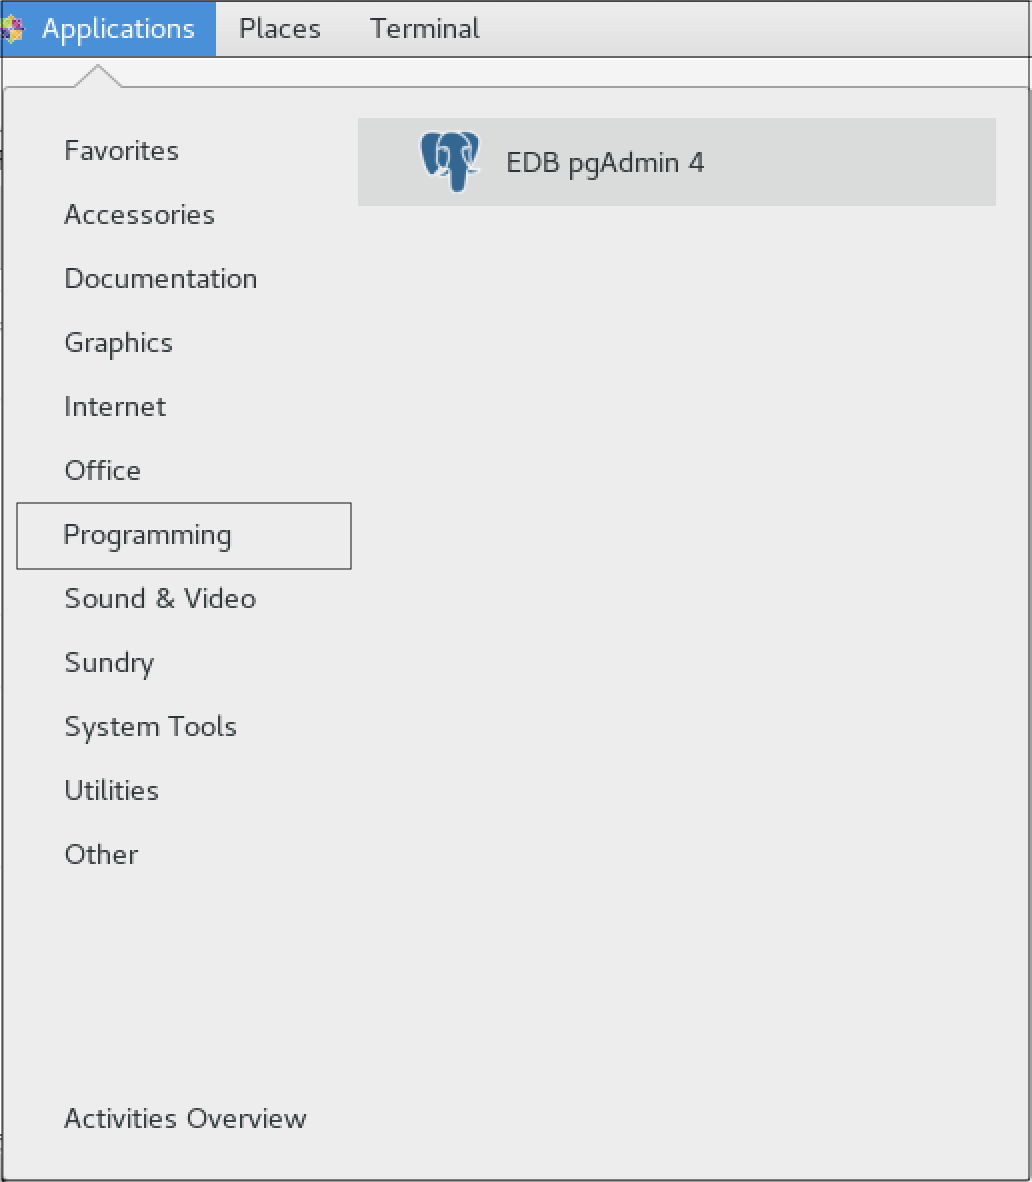 Applications Places Terminal
Favorites
EDB pgAdmin 4
Accessories
Documentation
Graphics
Internet
Office
Programming
Sound & Video
Sundry
System Tools
Utilities
Other
Activities Overview